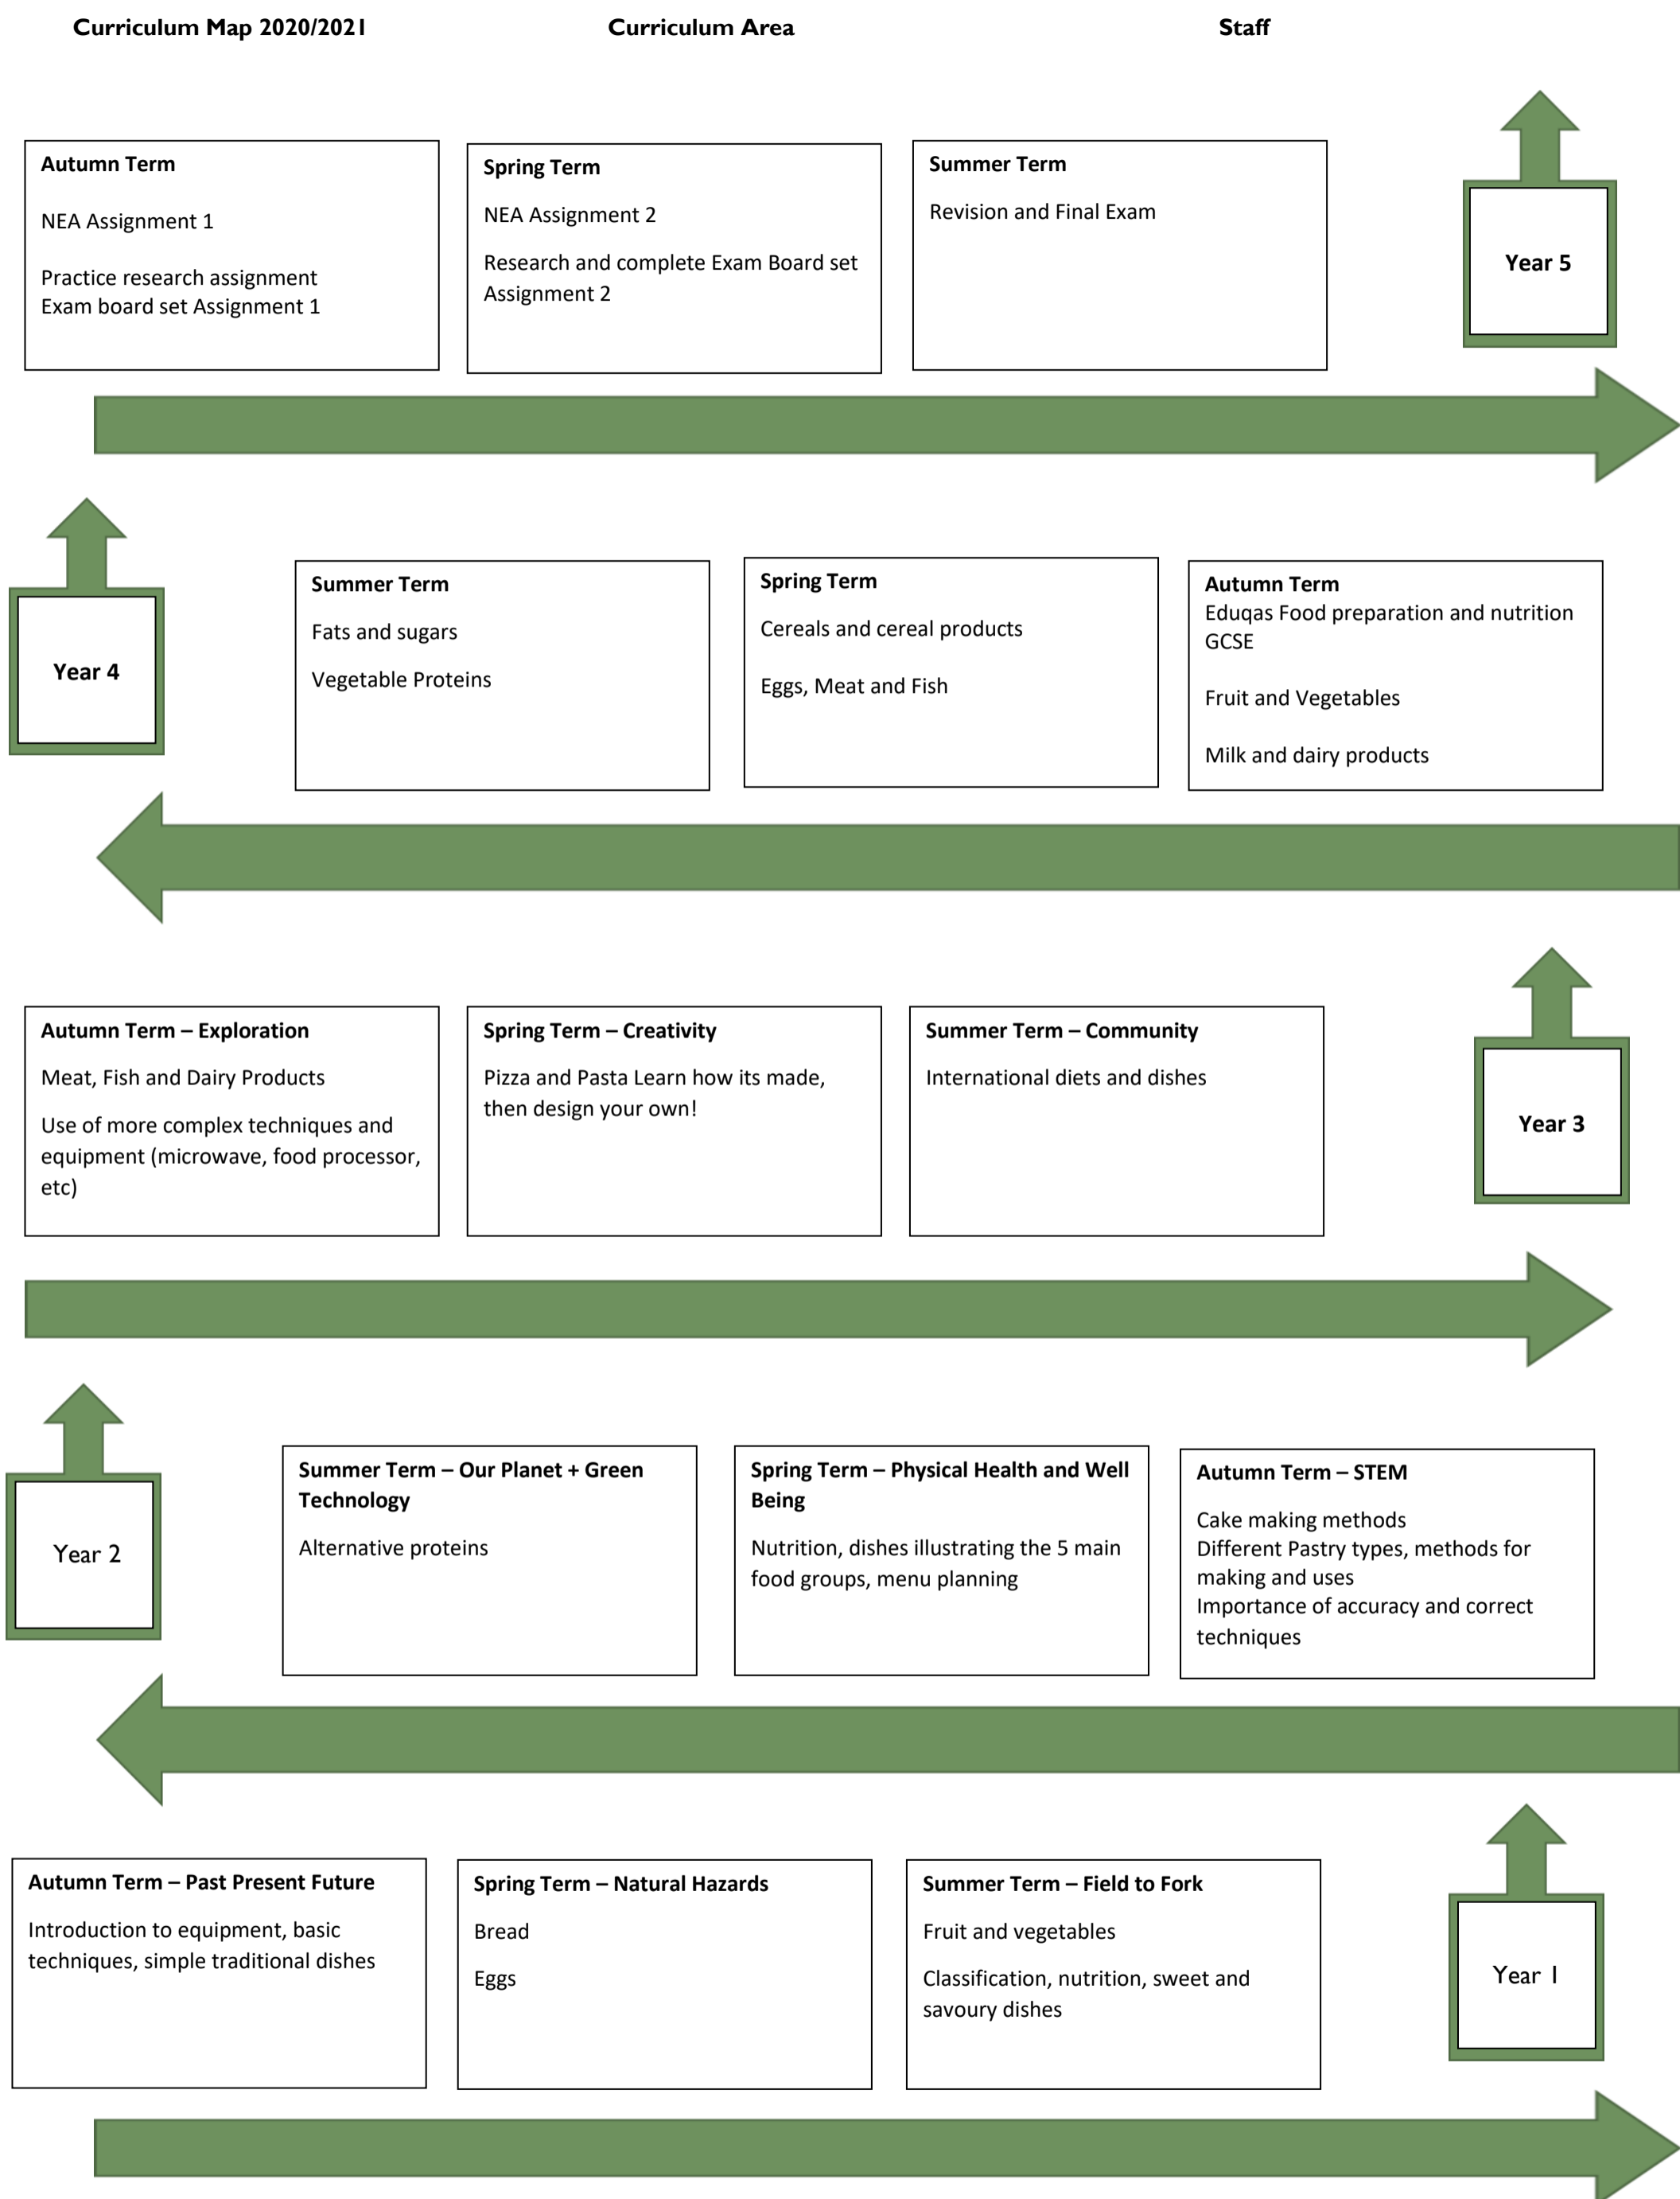 Curriculum Map 2020/2021
Curriculum Area
Staff
Autumn Term
NEA Assignment 1
Practice research assignment
Exam board set Assignment 1
Spring Term
NEA Assignment 2
Research and complete Exam Board set
Assignment 2
Summer Term
Revision and Final Exam
Year 5
Year 4
Summer Term
Fats and sugars
Vegetable Proteins
Spring Term
Cereals and cereal products
Eggs, Meat and Fish
Autumn Term
Eduqas Food preparation and nutrition
GCSE
Fruit and Vegetables
Milk and dairy products
Autumn Term – Exploration
Meat, Fish and Dairy Products
Use of more complex techniques and
equipment (microwave, food processor,
etc)
Spring Term – Creativity
Pizza and Pasta Learn how its made,
then design your own!
Summer Term – Community
International diets and dishes
Year 3
Year 2
Summer Term – Our Planet + Green
Technology
Alternative proteins
Spring Term – Physical Health and Well
Being
Nutrition, dishes illustrating the 5 main
food groups, menu planning
Autumn Term – STEM
Cake making methods
Different Pastry types, methods for
making and uses
Importance of accuracy and correct
techniques
Autumn Term – Past Present Future
Introduction to equipment, basic
techniques, simple traditional dishes
Spring Term – Natural Hazards
Bread
Eggs
Summer Term – Field to Fork
Fruit and vegetables
Classification, nutrition, sweet and
savoury dishes
Year 1